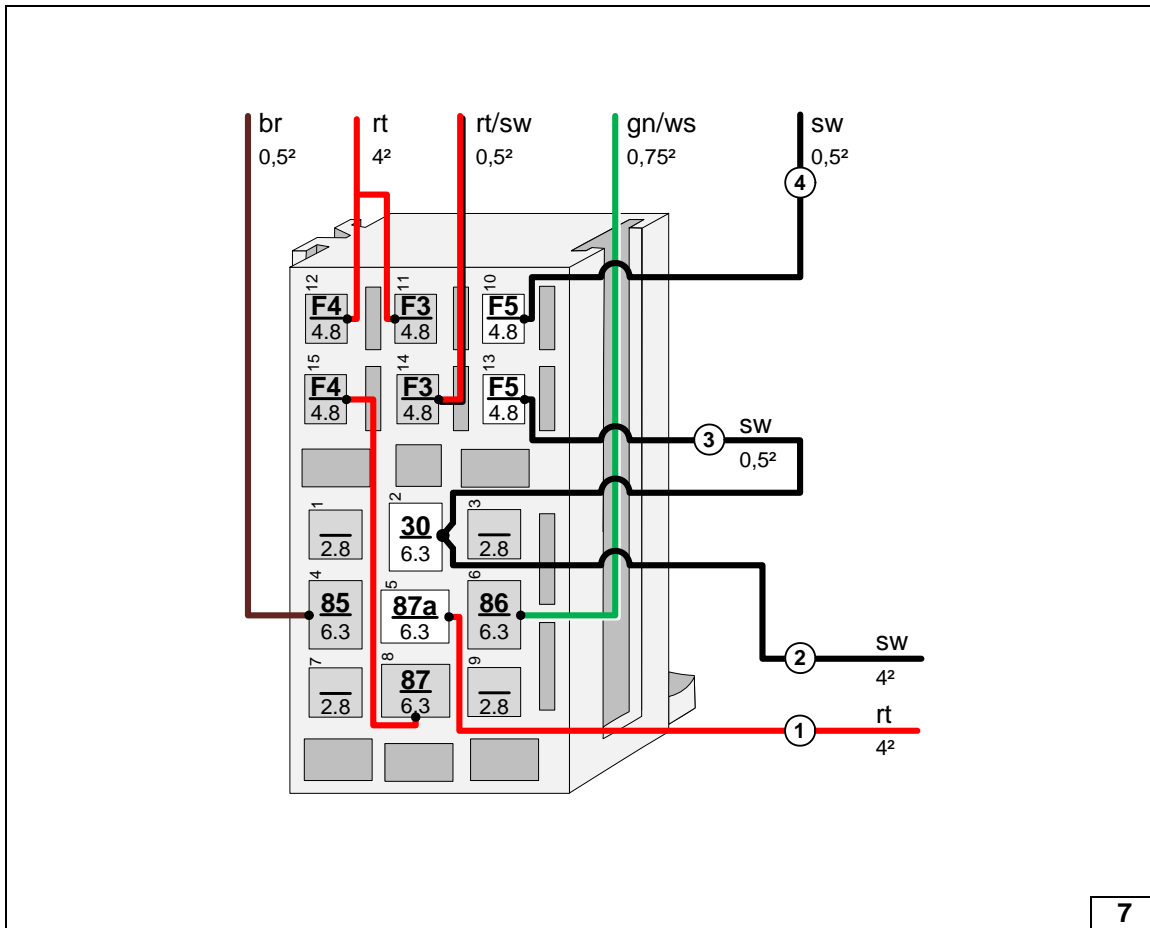 br rt rt/sw gn/ws sw
0,5² 4² 0,5² 0,75² 0,5²
4
12 11 10
F4 F3 F5
4.8 4.8 4.8
15 14 13
F4 F3 F5
4.8 4.8 4.8
3 sw
0,5²
1 2 3
30
2.8 6.3 2.8
4 5 6
85 87a 86
6.3 6.3 6.3
2 sw
4²
7 8 9
87
2.8 6.3 2.8
1 rt
4²
7